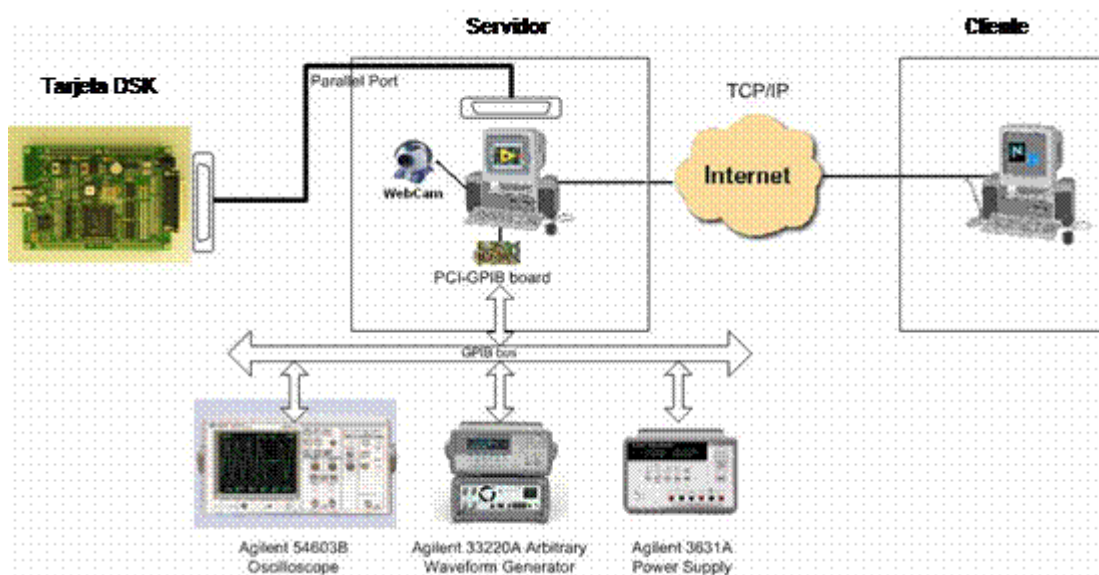 Servidor
Cliente
Tarjeta DSK
Parallel Port
TCP/IP
WebCam
Internet
PCI-GPIB board
GPIB bus
Agilent 54603B
Oscilloscope
Agilent 33220A Arbitrary
Waveform Generator
Agilent 3631A
Power Supply